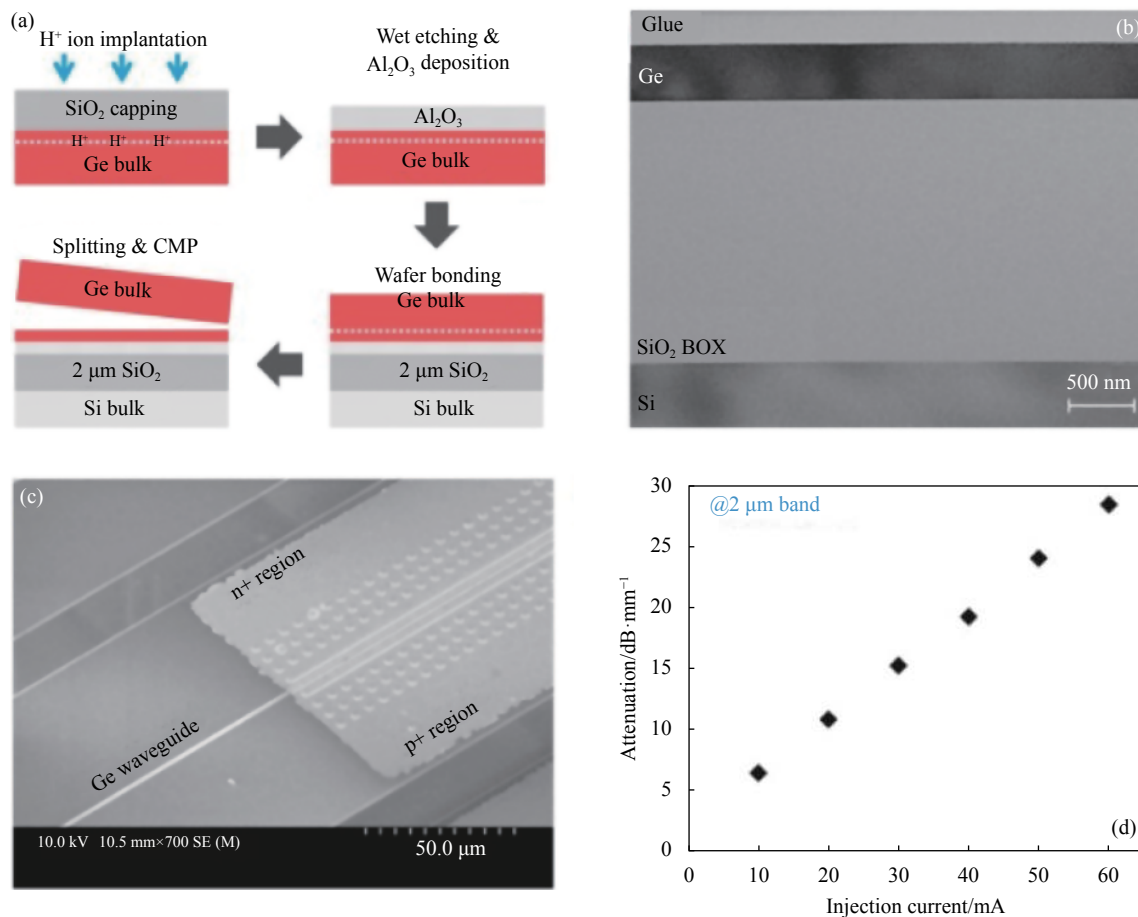 (a)
H⁺ ion implantation
SiO₂ capping
H⁺ H⁺ H⁺
Ge bulk
Wet etching &
Al₂O₃ deposition
Al₂O₃
Ge bulk
Splitting & CMP
Ge bulk
2 μm SiO₂
Si bulk
Wafer bonding
Ge bulk
2 μm SiO₂
Si bulk
(b)
Glue
Ge
SiO₂ BOX
Si
500 nm
(c)
n+ region
p+ region
Ge waveguide
10.0 kV 10.5 mm×700 SE (M)
50.0 μm
(d)
@2 μm band
Attenuation/dB·mm⁻¹
30
25
20
15
10
5
0
0 10 20 30 40 50 60
Injection current/mA